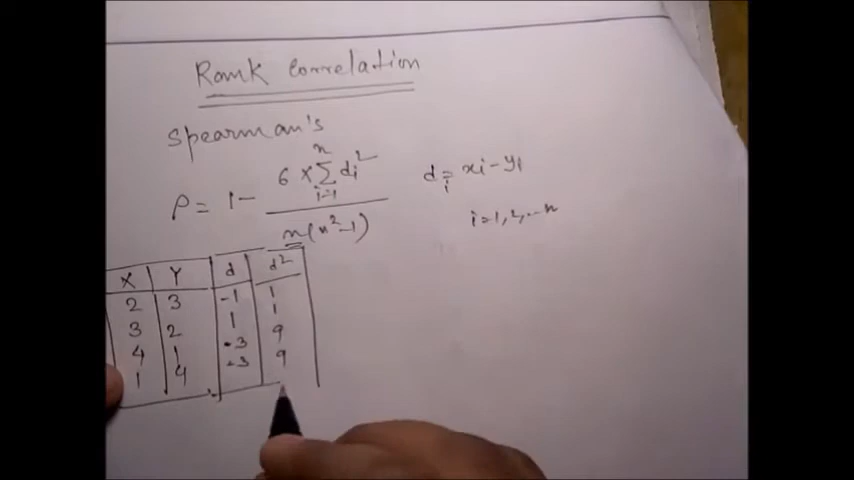 Rank Correlation
Spearman's
ρ = 1 - 6 × Σ di² / n(n²-1)
n
i=1
di = xi - yi
i=1,2,...n
X Y d d²
2 3 -1 1
3 2 1 1
4 1 3 9
1 4 -3 9